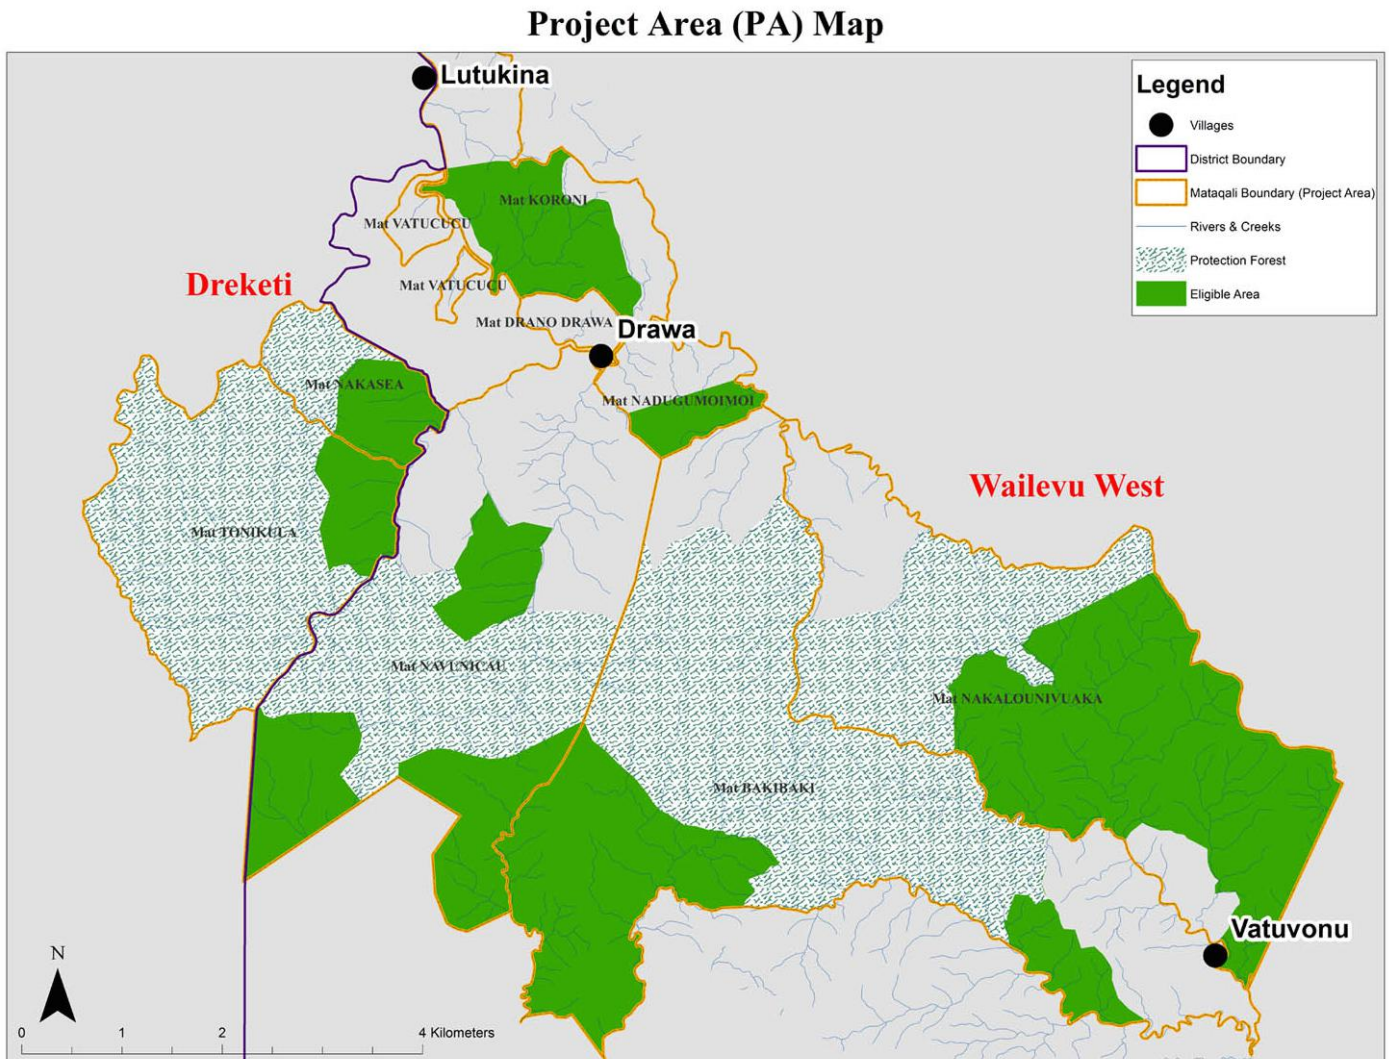 Project Area (PA) Map
Lutukina
Legend
Villages
District Boundary
Mataqali Boundary (Project Area)
Rivers & Creeks
Protection Forest
Eligible Area
Mat KORONI
Mat VATUCUCU
Dreketi
Mat VATUCUCU
Mat DRANO DRAWA
Drawa
Mat NAKASEA
Mat NADUGUMOIMOI
Wailevu West
Mat TONIKULA
Mat NAVUNICAU
Mat NAKALOUNIVUAKA
Mat BAKIBAKI
Vatuvonu
N
0 1 2 4 Kilometers